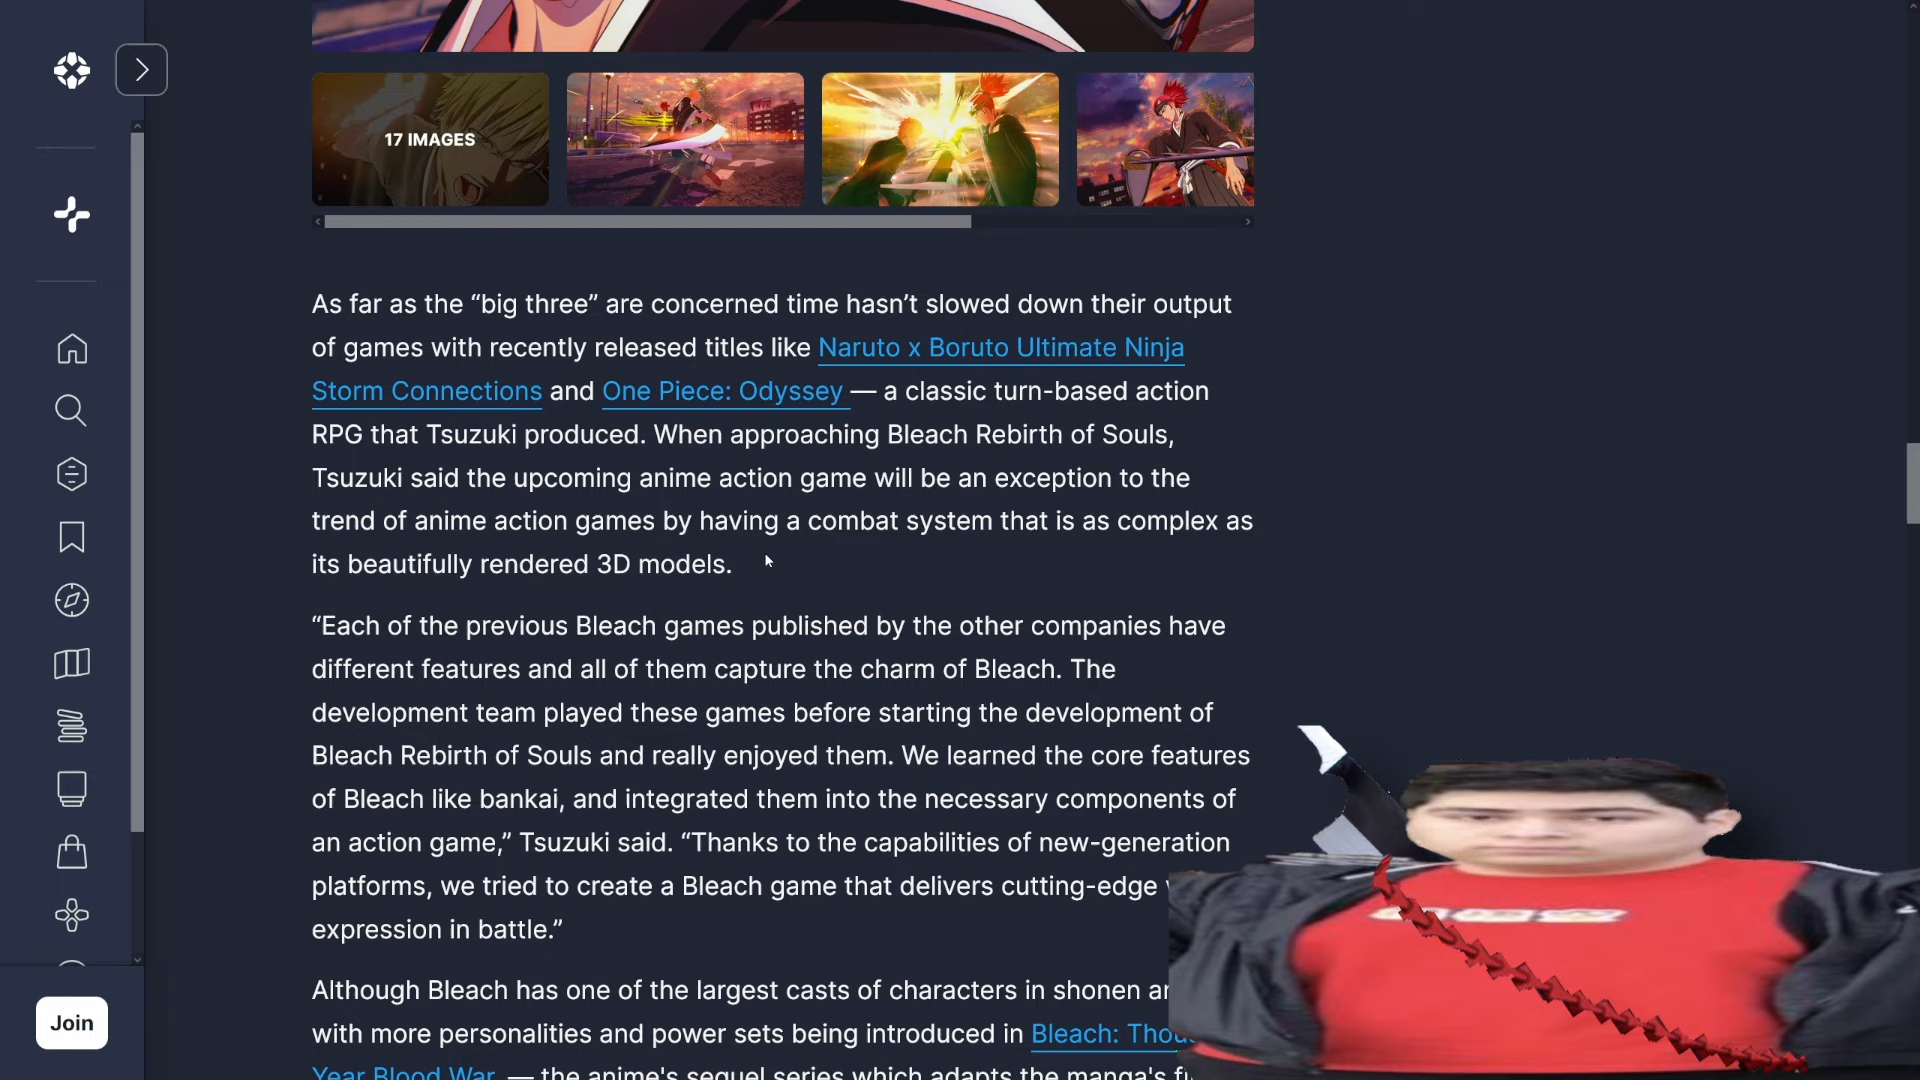 17 IMAGES
As far as the “big three” are concerned time hasn’t slowed down their output
of games with recently released titles like Naruto x Boruto Ultimate Ninja
Storm Connections and One Piece: Odyssey — a classic turn-based action
RPG that Tsuzuki produced. When approaching Bleach Rebirth of Souls,
Tsuzuki said the upcoming anime action game will be an exception to the
trend of anime action games by having a combat system that is as complex as
its beautifully rendered 3D models.
“Each of the previous Bleach games published by the other companies have
different features and all of them capture the charm of Bleach. The
development team played these games before starting the development of
Bleach Rebirth of Souls and really enjoyed them. We learned the core features
of Bleach like bankai, and integrated them into the necessary components of
an action game,” Tsuzuki said. “Thanks to the capabilities of new-generation
platforms, we tried to create a Bleach game that delivers cutting-edge
expression in battle.”
Although Bleach has one of the largest casts of characters in shonen
with more personalities and power sets being introduced in Bleach:
Year Blood War — the anime's sequel series which adapts the manga's
Join